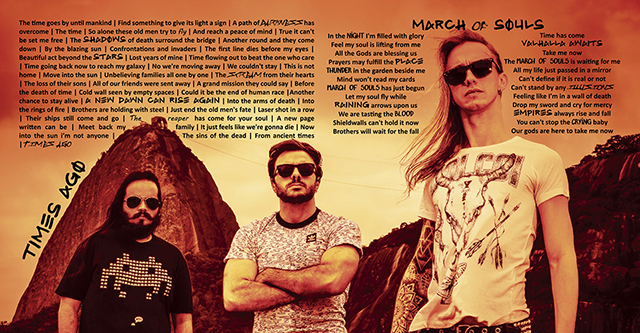 The time goes by until mankind | Find something to give its light a sign | A path of has
overcome | The time | So alone these old men try to fly | And reach a peace of mind | True it can't
be set me free | The SHADOWS of death surround the bridge | Another round and they come
down | By the blazing sun | Confrontations and invaders | The first line dies before my eyes |
Beautiful act beyond the STARS | Lost years of mine | Time flowing out to beat the one who care
| Time going back now to reach my galaxy | No we're moving away | We couldn't stay | This is not
home | Move into the sun | Unbelieving families all one by one | The from their hearts
| The loss of their sons | All of our friends were sent away | A grand mission they could say | Before
the death of time | Cold wall seen by empty spaces | Could it be the end of human race | Another
chance to stay alive | A NEW DAWN CAN RISE AGAIN | Into the arms of death | Into
the rings of fire | Brothers are holding with steel | Just end the old men's fate | Laser shot in a row
| Their ships still come and go | The reaper has come for your soul | A new page
written can be | Meet back my family | It just feels like we're gonna die | Now
into the sun i'm not anyone | The sins of the dead | From ancient times
| TIMES AGO
TIMES AGO
MARCH OF SOULS
In the NIGHT I'm filled with glory
Feel my soul is lifting from me
All the Gods are blessing us
Prayers may fulfill the PLACE
THUNDER in the garden beside me
Mind won't read my cards
MARCH OF SOULS has just begun
Let my soul fly while
RAINING arrows upon us
We are tasting the BLOOD
Shieldwalls can't hold it now
Brothers will wait for the fall
Time has come
VALHALLA AWAITS
Take me now
The MARCH OF SOULS is waiting for me
All my life just passed in a mirror
Can't define if it is real or not
Can't stand by any ILLUSIONS
Feeling like I'm in a wall of death
Drop my sword and cry for mercy
EMPIRES always rise and fall
You can't stop the CRYING baby
Our gods are here to take me now